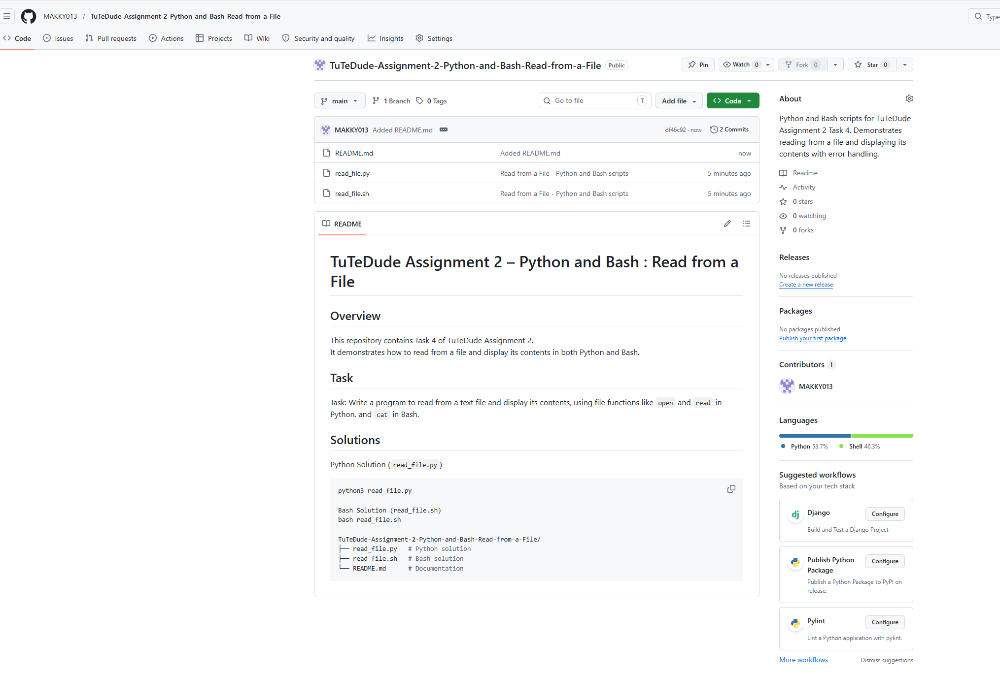 MAKKY013 / TuTeDude-Assignment-2-Python-and-Bash-Read-from-a-File
Type
Code Issues Pull requests Actions Projects Wiki Security and quality Insights Settings
TuTeDude-Assignment-2-Python-and-Bash-Read-from-a-File Public
Pin Watch 0 Fork 0 Star 0
main 1 Branch 0 Tags Go to file T Add file Code
MAKKY013 Added README.md df46c92 · now 2 Commits
README.md Added README.md now
read_file.py Read from a File - Python and Bash scripts 5 minutes ago
read_file.sh Read from a File - Python and Bash scripts 5 minutes ago
README
TuTeDude Assignment 2 – Python and Bash : Read from a
File
Overview
This repository contains Task 4 of TuTeDude Assignment 2.
It demonstrates how to read from a file and display its contents in both Python and Bash.
Task
Task: Write a program to read from a text file and display its contents, using file functions like open and read in
Python, and cat in Bash.
Solutions
Python Solution ( read_file.py )
python3 read_file.py
Bash Solution (read_file.sh)
bash read_file.sh
TuTeDude-Assignment-2-Python-and-Bash-Read-from-a-File/
├── read_file.py # Python solution
├── read_file.sh # Bash solution
└── README.md # Documentation
About
Python and Bash scripts for TuTeDude
Assignment 2 Task 4. Demonstrates
reading from a file and displaying its
contents with error handling.
Readme
Activity
0 stars
0 watching
0 forks
Releases
No releases published
Create a new release
Packages
No packages published
Publish your first package
Contributors 1
MAKKY013
Languages
Python 53.7% Shell 46.3%
Suggested workflows
Based on your tech stack
dj Django Configure
Build and Test a Django Project
Publish Python Configure
Package
Publish a Python Package to PyPI on
release.
Pylint Configure
Lint a Python application with pylint.
More workflows Dismiss suggestions